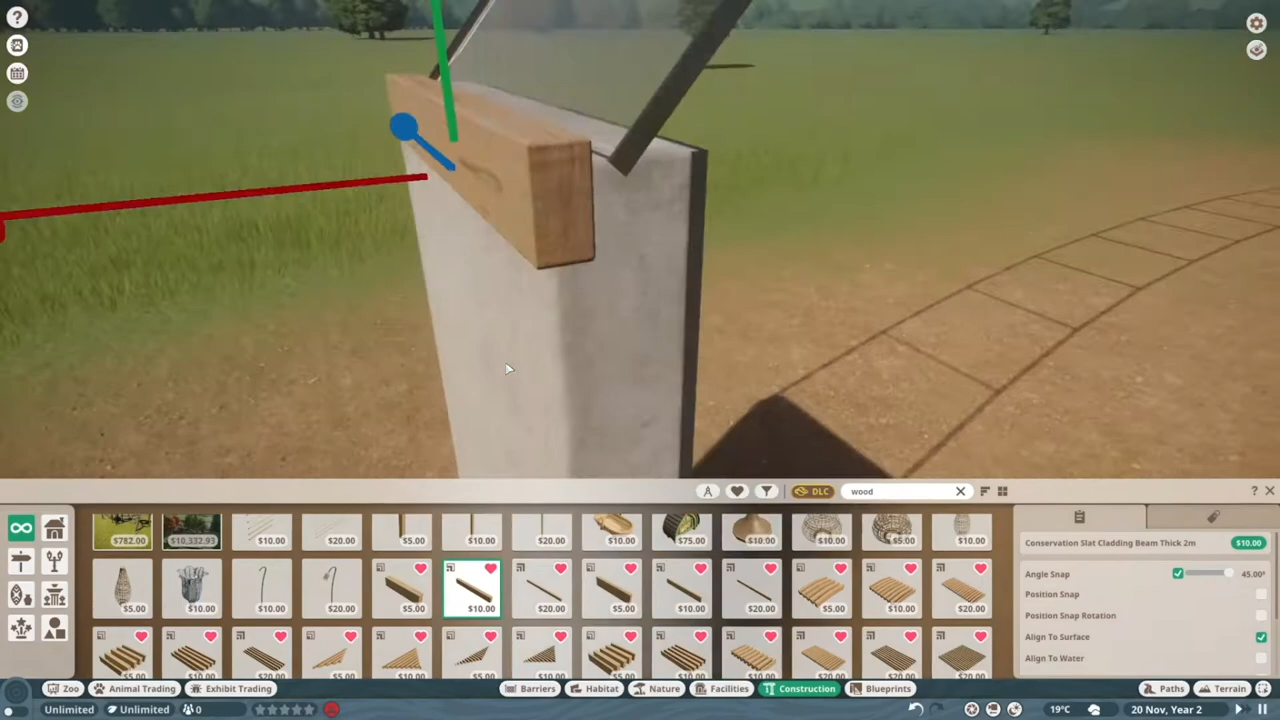 ?
DLC
wood
? ×
$782.00 $10,332.93 $10.00 $20.00 $5.00 $10.00 $10.00 $10.00 $75.00 $10.00 $10.00 $5.00 $10.00
$5.00 $10.00 $10.00 $20.00 $5.00 $10.00 $20.00 $5.00 $10.00 $20.00 $5.00 $10.00 $20.00
Conservation Slat Cladding Beam Thick 2m $10.00
Angle Snap 45.00°
Position Snap
Position Snap Rotation
Align To Surface
Align To Water
Zoo Animal Trading Exhibit Trading Barriers Habitat Nature Facilities Construction Blueprints Paths Terrain
Unlimited Unlimited 0 19°C 20 Nov, Year 2